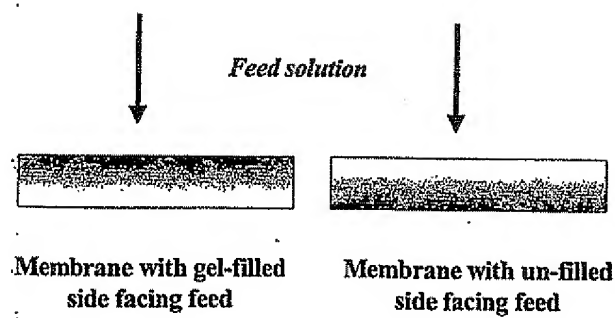 Feed solution
Membrane with gel-filled
side facing feed
Membrane with un-filled
side facing feed